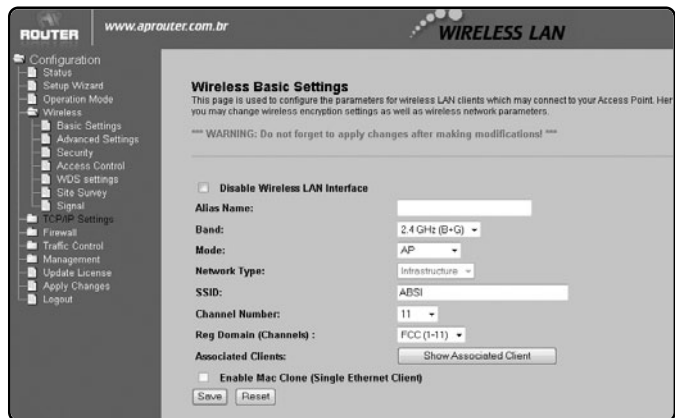 ROUTER
www.aprouter.com.br
WIRELESS LAN
Configuration
Status
Setup Wizard
Operation Mode
Wireless
Basic Settings
Advanced Settings
Security
Access Control
WDS settings
Site Survey
Signal
TCP/IP Settings
Firewall
Traffic Control
Management
Update License
Apply Changes
Logout
Wireless Basic Settings
This page is used to configure the parameters for wireless LAN clients which may connect to your Access Point. Her
you may change wireless encryption settings as well as wireless network parameters.
*** WARNING: Do not forget to apply changes after making modifications! ***
Disable Wireless LAN Interface
Alias Name:
Band: 2.4 GHz (B+G)
Mode: AP
Network Type: Infrastructure
SSID: ABSI
Channel Number: 11
Reg Domain (Channels) : FCC (1-11)
Associated Clients: Show Associated Client
Enable Mac Clone (Single Ethernet Client)
Save Reset